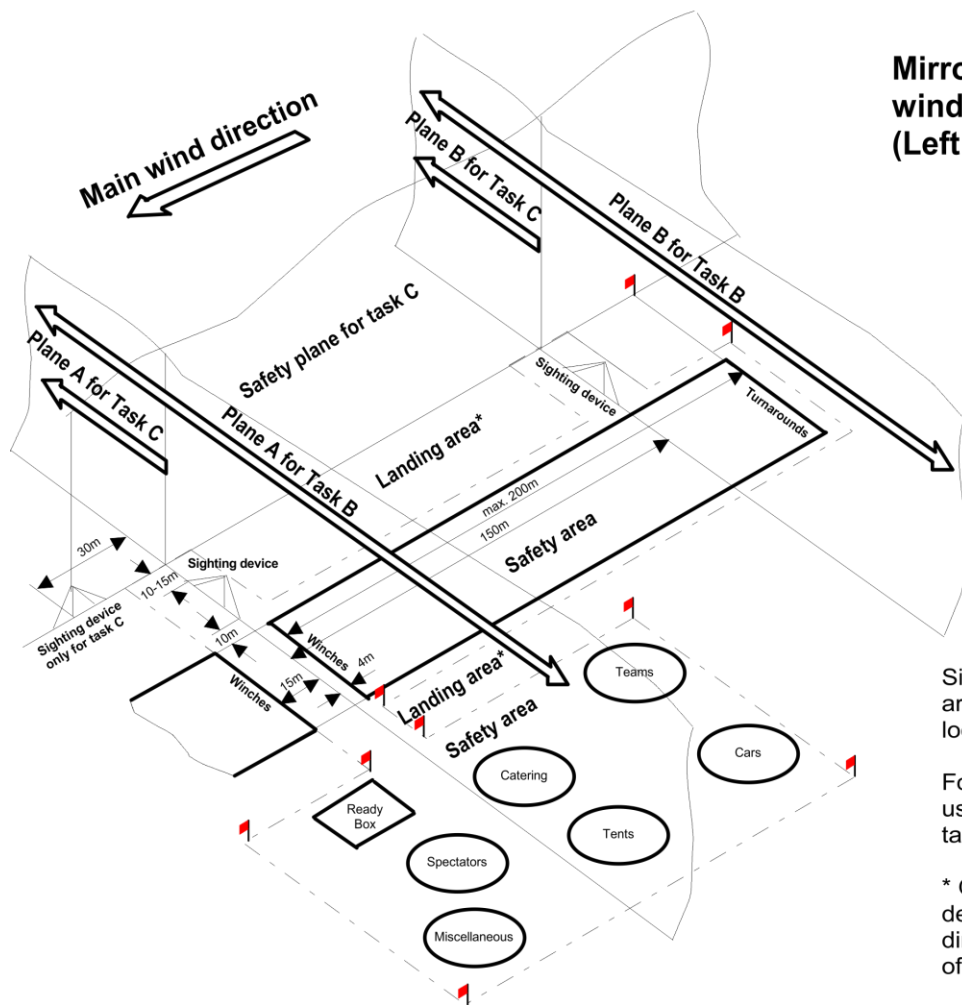 Mirro
wind
(Left
Main wind direction
Plane B for Task C
Plane B for Task B
Safety plane for task C
Plane A for Task C
Plane A for Task B
Landing area*
Sighting device
Turnarounds
max. 200m
150m
Safety area
30m
10-15m
Sighting device
Sighting device
only for task C
10m
Winches
4m
15m
Winches
Landing area*
Safety area
Teams
Cars
Catering
Tents
Ready
Box
Spectators
Miscellaneous
Si
ar
lo
Fo
us
ta
*
de
di
of